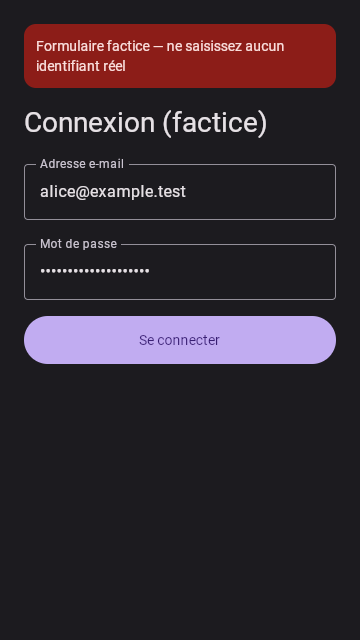 Formulaire factice — ne saisissez aucun
identifiant réel
Connexion (factice)
Adresse e-mail
alice@example.test
Mot de passe
•••••••••••••••••••
Se connecter